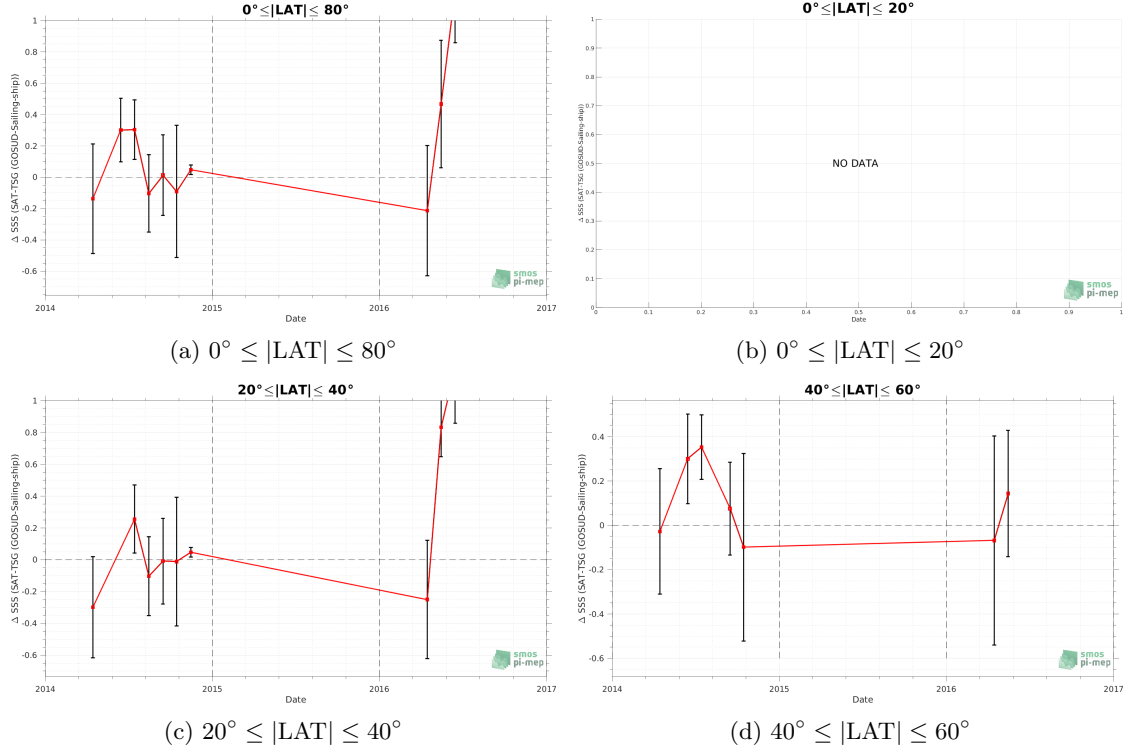 0°≤|LAT|≤ 80°
1
0.8
0.6
0.4
0.2
0
-0.2
-0.4
-0.6
Δ SSS (SAT-TSG (GOSUD-Sailing-ship))
smos
pi-mep
2014 2015 2016 2017
Date
(a) 0° ≤ |LAT| ≤ 80°
0°≤|LAT|≤ 20°
1
0.9
0.8
0.7
0.6
0.5
0.4
0.3
0.2
0.1
0
Δ SSS (SAT-TSG (GOSUD-Sailing-ship))
NO DATA
smos
pi-mep
0 0.1 0.2 0.3 0.4 0.5 0.6 0.7 0.8 0.9 1
Date
(b) 0° ≤ |LAT| ≤ 20°
20°≤|LAT|≤ 40°
1
0.8
0.6
0.4
0.2
0
-0.2
-0.4
-0.6
Δ SSS (SAT-TSG (GOSUD-Sailing-ship))
smos
pi-mep
2014 2015 2016 2017
Date
(c) 20° ≤ |LAT| ≤ 40°
40°≤|LAT|≤ 60°
0.4
0.2
0
-0.2
-0.4
-0.6
Δ SSS (SAT-TSG (GOSUD-Sailing-ship))
smos
pi-mep
2014 2015 2016 2017
Date
(d) 40° ≤ |LAT| ≤ 60°